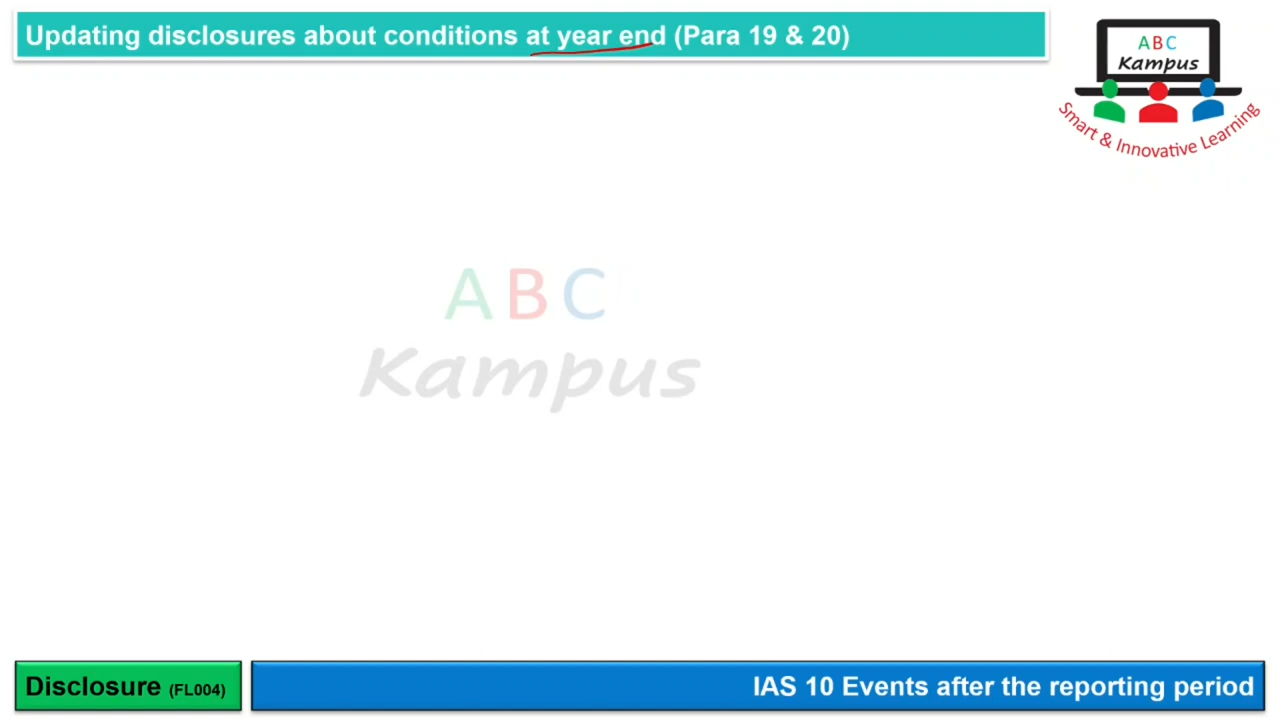 Updating disclosures about conditions at year end (Para 19 & 20)
ABC
Kampus
Smart & Innovative Learning
ABC
Kampus
Disclosure (FL004)
IAS 10 Events after the reporting period